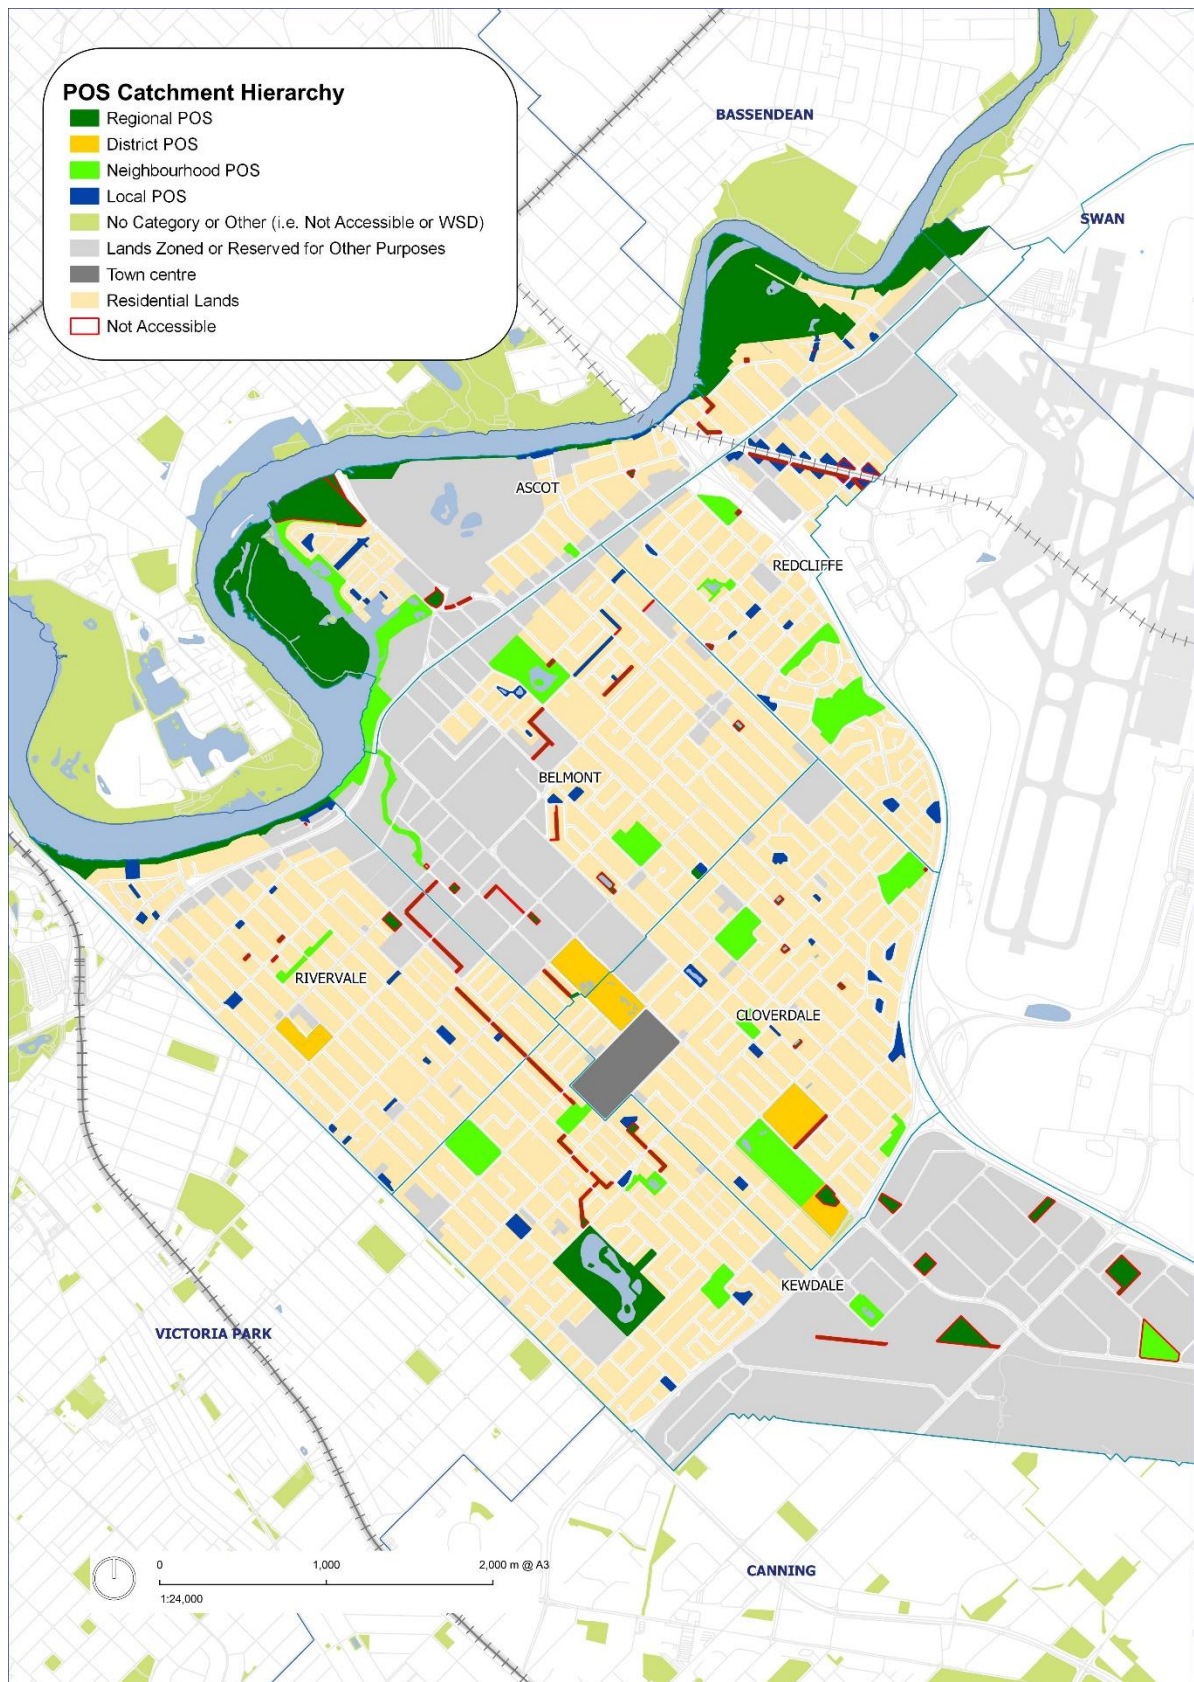 POS Catchment Hierarchy
Regional POS
District POS
Neighbourhood POS
Local POS
No Category or Other (i.e. Not Accessible or WSD)
Lands Zoned or Reserved for Other Purposes
Town centre
Residential Lands
Not Accessible
BASSENDEAN
SWAN
ASCOT
REDCLIFFE
BELMONT
RIVERVALE
CLOVERDALE
KEWDALE
VICTORIA PARK
CANNING
0 1,000 2,000 m @ A3
1:24,000